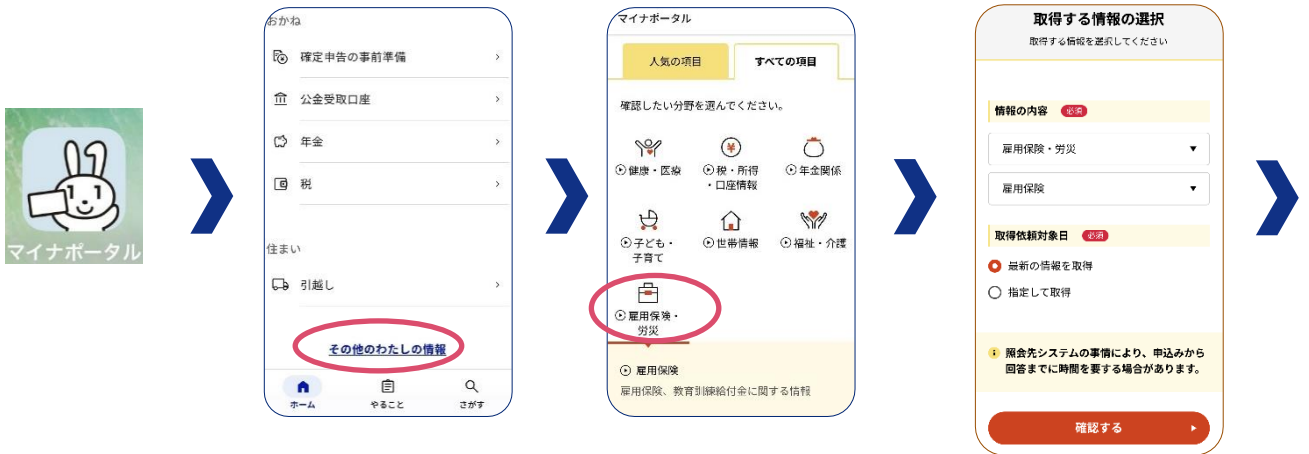 マイナポータル
おかね
確定申告の事前準備
公金受取口座
年金
税
住まい
引越し
その他のわたしの情報
ホーム
やること
さがす
マイナポータル
人気の項目
すべての項目
確認したい分野を選んでください。
健康・医療
税・所得
・口座情報
年金関係
子ども・
子育て
世帯情報
福祉・介護
雇用保険・
労災
雇用保険
雇用保険、教育訓練給付金に関する情報
取得する情報の選択
取得する情報を選択してください
情報の内容 必須
雇用保険・労災
雇用保険
取得依頼対象日 必須
最新の情報を取得
指定して取得
照会先システムの事情により、申込みから
回答までに時間を要する場合があります。
確認する